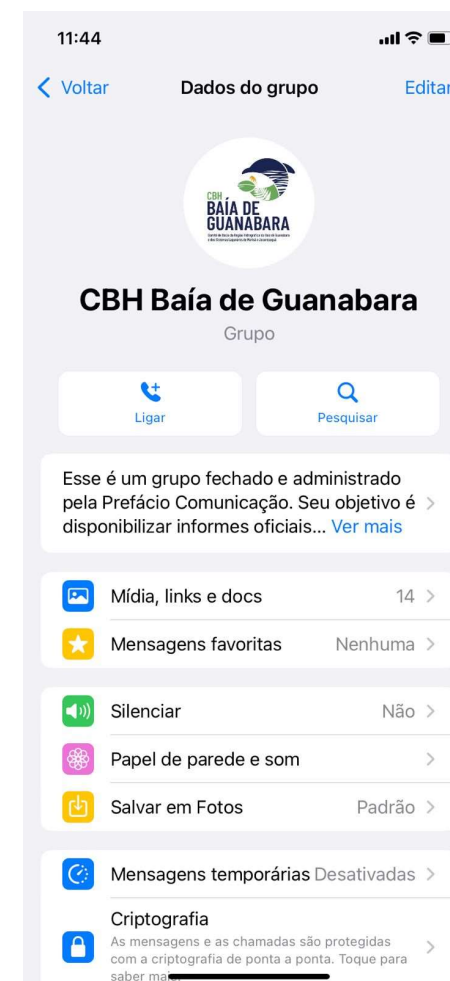 11:44
Voltar
Dados do grupo
Editar
CBH
BAÍA DE
GUANABARA
CBH Baía de Guanabara
Grupo
Ligar
Pesquisar
Esse é um grupo fechado e administrado
pela Prefácio Comunicação. Seu objetivo é
disponibilizar informes oficiais... Ver mais
Mídia, links e docs 14
Mensagens favoritas Nenhuma
Silenciar Não
Papel de parede e som
Salvar em Fotos Padrão
Mensagens temporárias Desativadas
Criptografia
As mensagens e as chamadas são protegidas
com a criptografia de ponta a ponta. Toque para
saber mais.